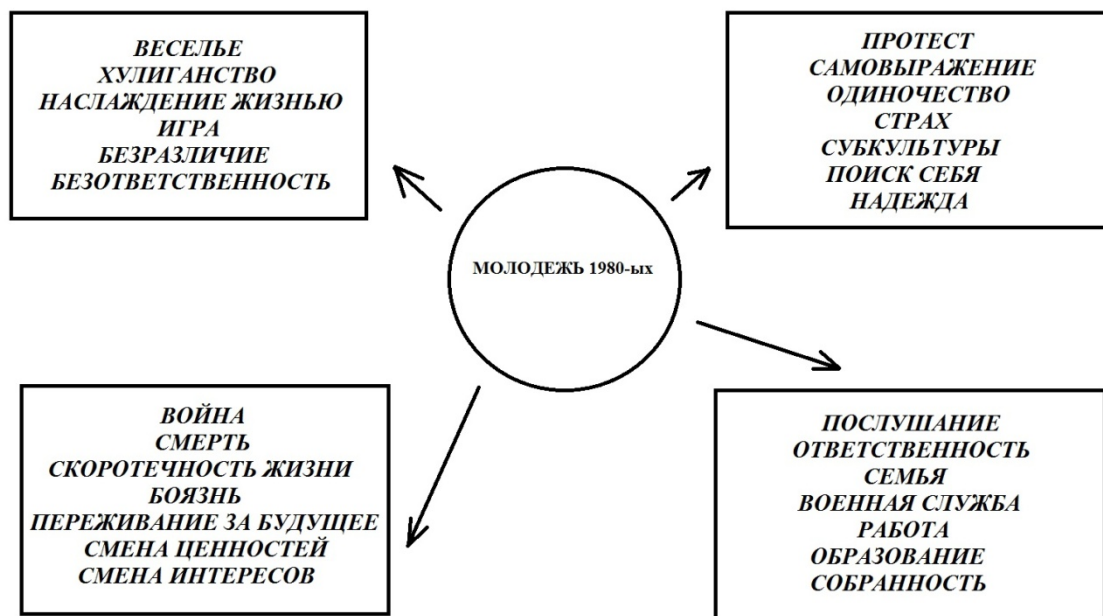 ВЕСЕЛЬЕ
ХУЛИГАНСТВО
НАСЛАЖДЕНИЕ ЖИЗНЬЮ
ИГРА
БЕЗРАЗЛИЧИЕ
БЕЗОТВЕТСТВЕННОСТЬ
ПРОТЕСТ
САМОВЫРАЖЕНИЕ
ОДИНОЧЕСТВО
СТРАХ
СУБКУЛЬТУРЫ
ПОИСК СЕБЯ
НАДЕЖДА
МОЛОДЕЖЬ 1980-ых
ВОЙНА
СМЕРТЬ
СКОРОТЕЧНОСТЬ ЖИЗНИ
БОЯЗНЬ
ПЕРЕЖИВАНИЕ ЗА БУДУЩЕЕ
СМЕНА ЦЕННОСТЕЙ
СМЕНА ИНТЕРЕСОВ
ПОСЛУШАНИЕ
ОТВЕТСТВЕННОСТЬ
СЕМЬЯ
ВОЕННАЯ СЛУЖБА
РАБОТА
ОБРАЗОВАНИЕ
СОБРАННОСТЬ